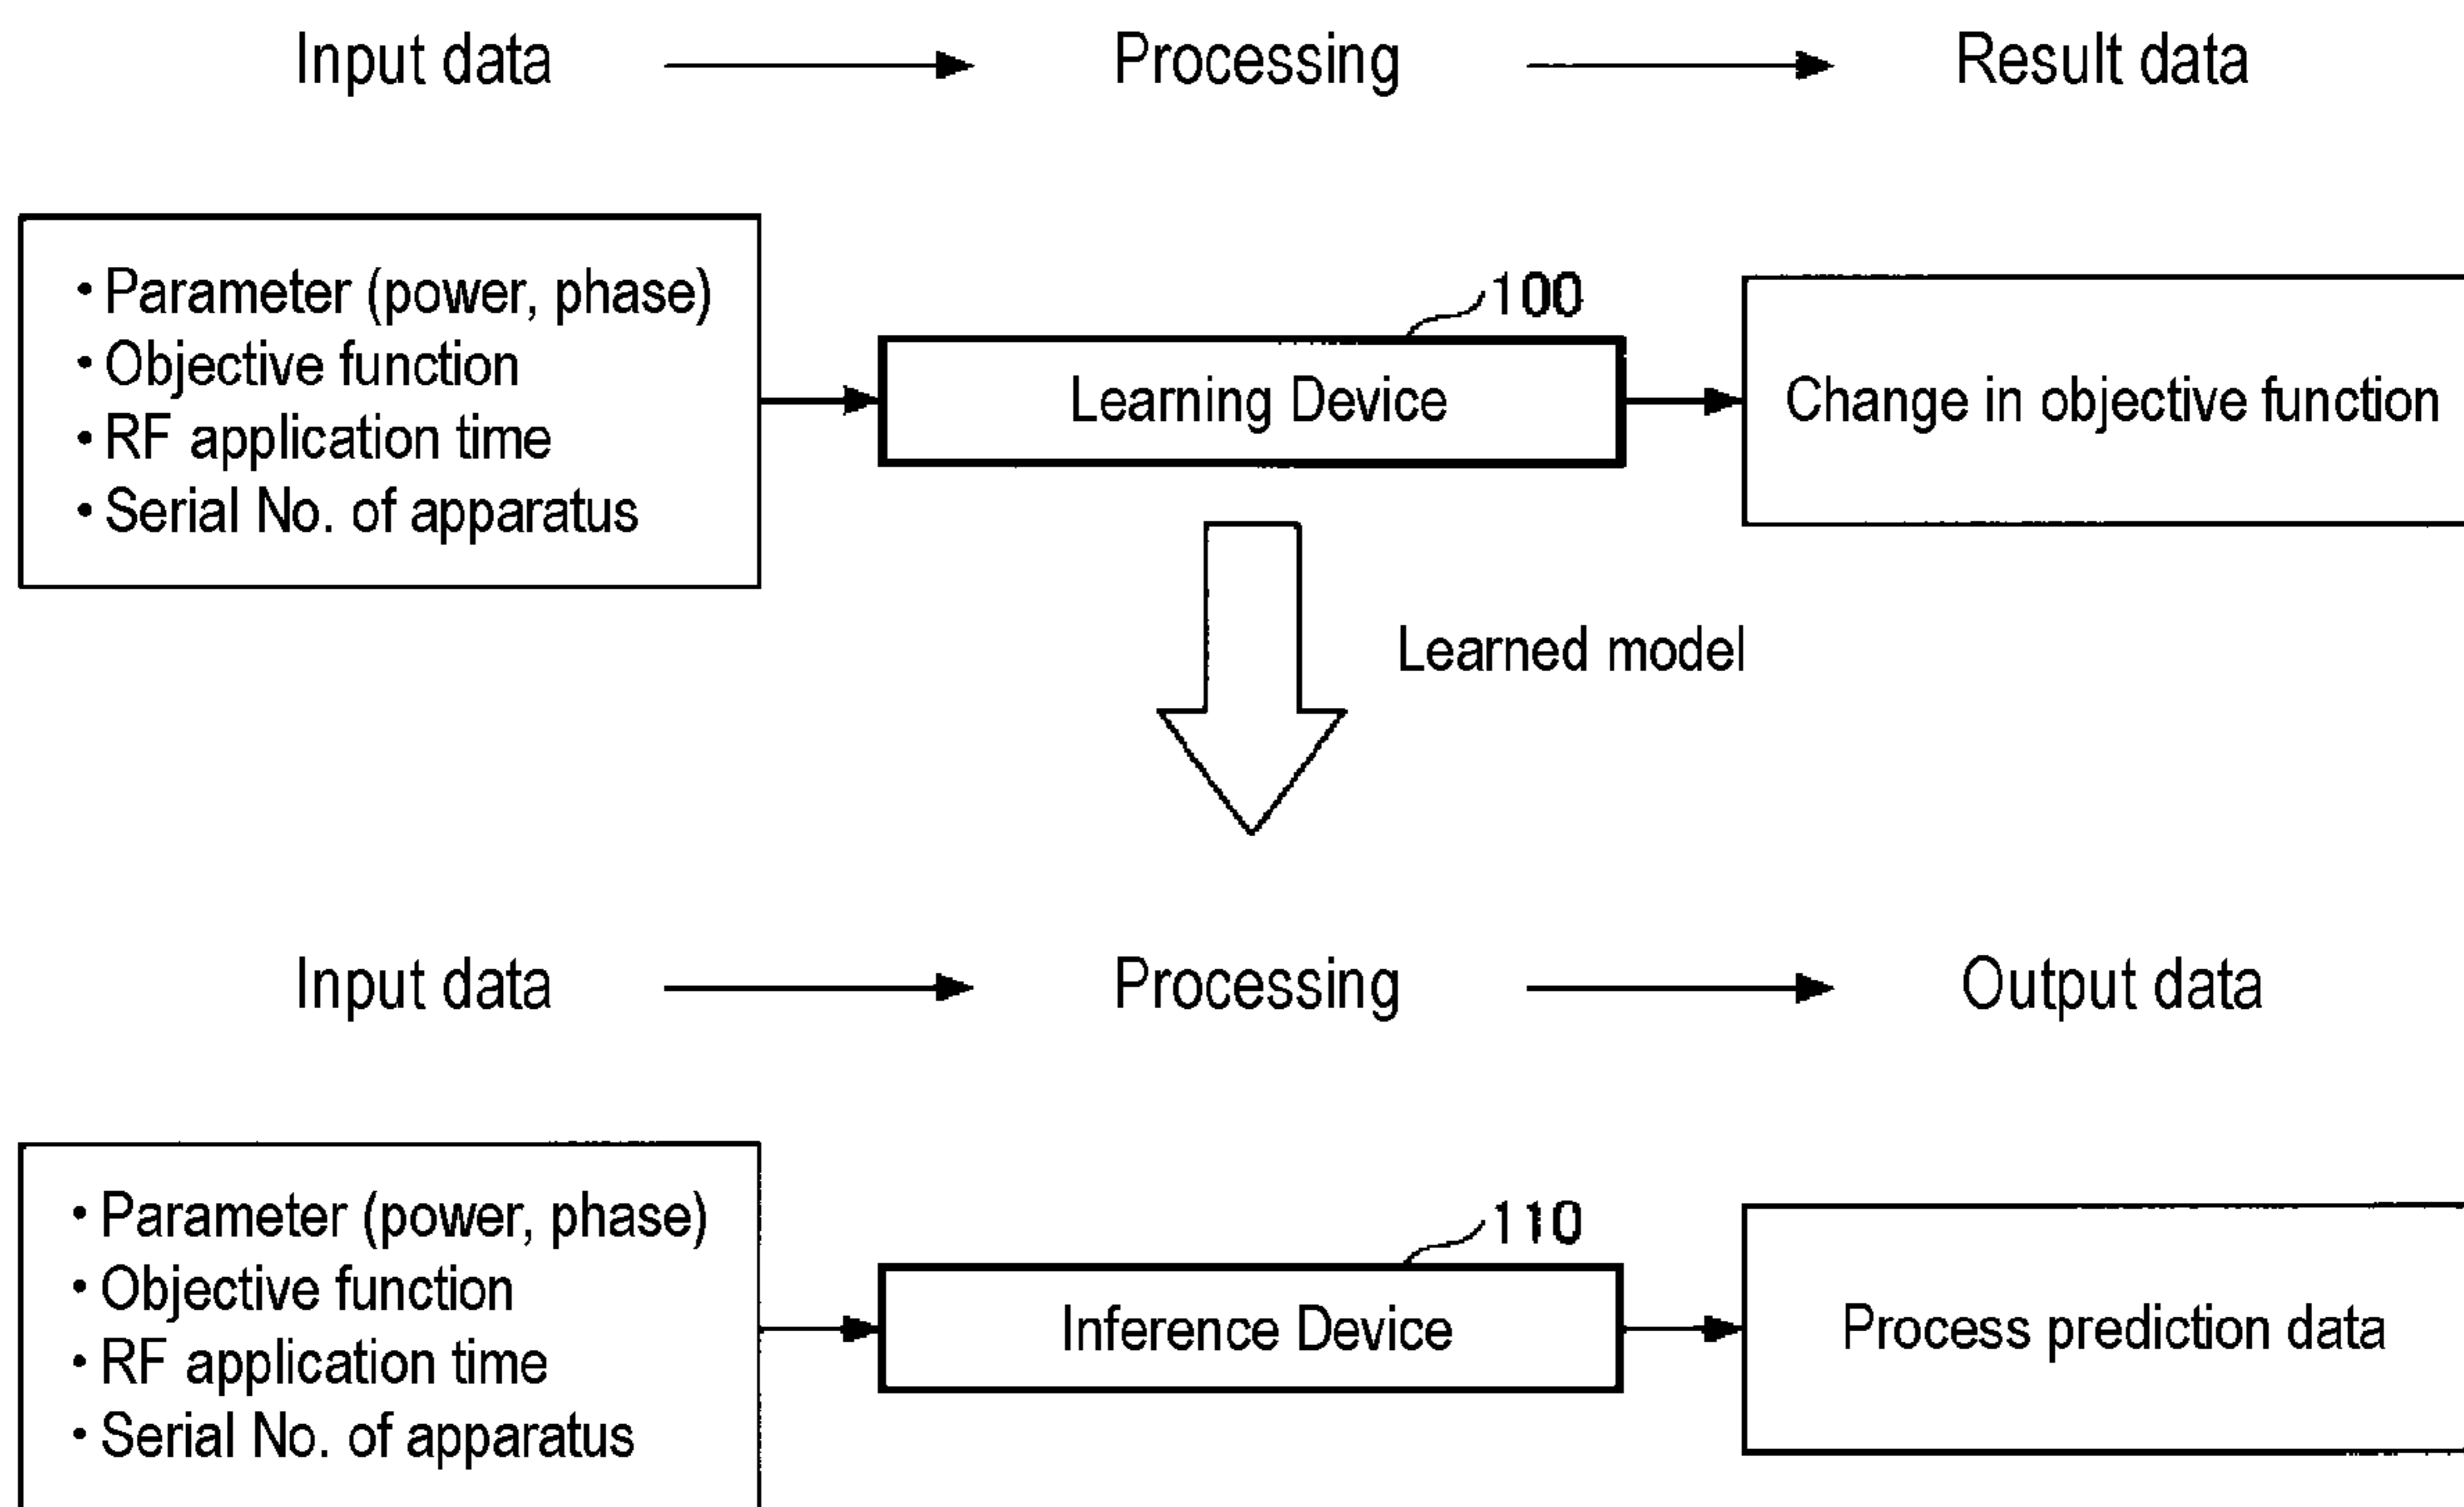 Input data
Processing
Result data
• Parameter (power, phase)
• Objective function
• RF application time
• Serial No. of apparatus
100
Learning Device
Change in objective function
Learned model
Input data
Processing
Output data
• Parameter (power, phase)
• Objective function
• RF application time
• Serial No. of apparatus
110
Inference Device
Process prediction data